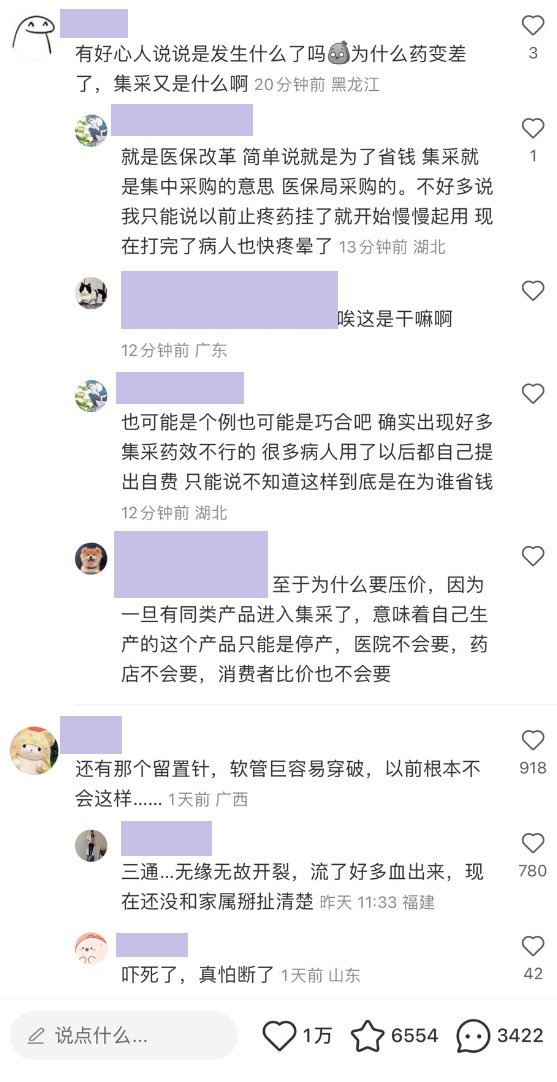 有好心人说说是发生什么了吗为什么药变差
了，集采又是什么啊 20分钟前 黑龙江
3
就是医保改革 简单说就是为了省钱 集采就
是集中采购的意思 医保局采购的。不好多说
我只能说以前止疼药挂了就开始慢慢起用 现
在打完了病人也快疼晕了 13分钟前 湖北
1
唉这是干嘛啊
12分钟前 广东
也可能是个例也可能是巧合吧 确实出现好多
集采药效不行的 很多病人用了以后都自己提
出自费 只能说不知道这样到底是在为谁省钱
12分钟前 湖北
至于为什么要压价，因为
一旦有同类产品进入集采了，意味着自己生
产的这个产品只能是停产，医院不会要，药
店不会要，消费者比价也不会要
还有那个留置针，软管巨容易穿破，以前根本不
会这样...... 1天前 广西
918
三通...无缘无故开裂，流了好多血出来，现
在还没和家属掰扯清楚 昨天 11:33 福建
780
吓死了，真怕断了 1天前 山东
42
说点什么...
1万
6554
3422